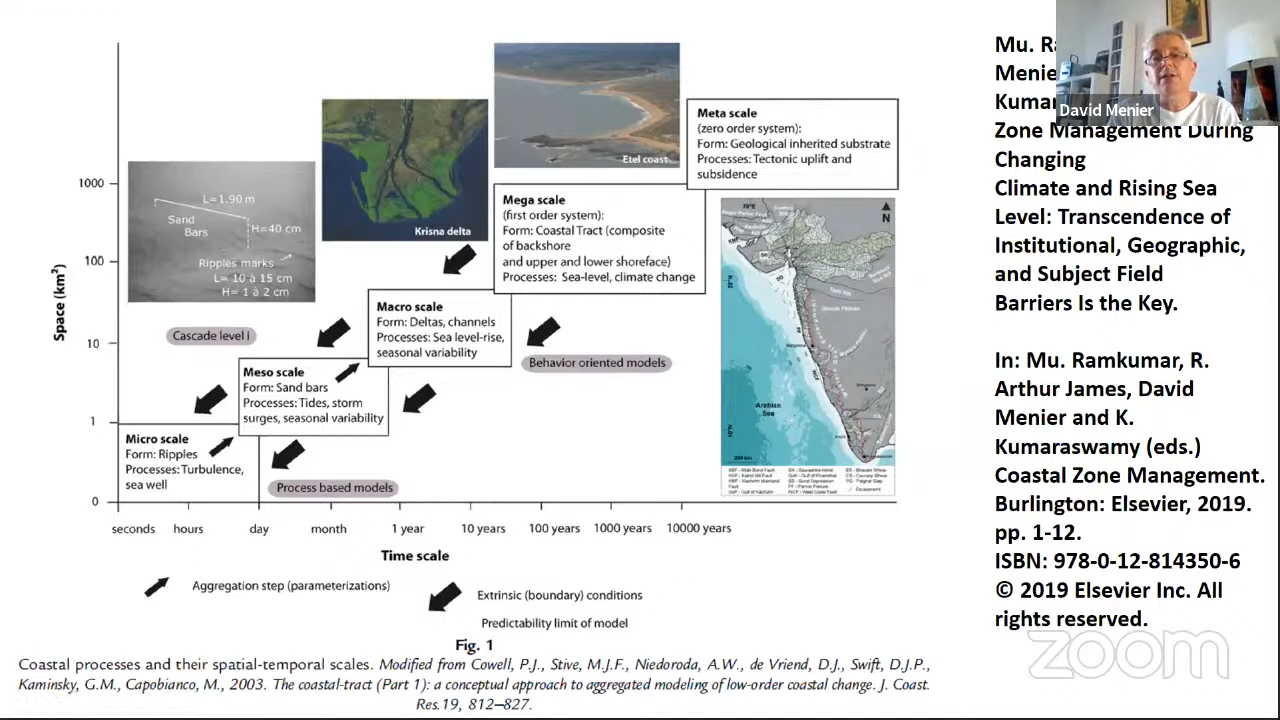 Space (km²)
1000
100
10
1
0
seconds
hours
day
month
1 year
10 years
100 years
1000 years
10000 years
Time scale
L=1.90 m
Sand
Bars
H=40 cm
Ripples marks
L= 10 à 15 cm
H= 1 à 2 cm
Krisna delta
Etel coast
Meta scale
(zero order system):
Form: Geological inherited substrate
Processes: Tectonic uplift and
subsidence
Mega scale
(first order system):
Form: Coastal Tract (composite
of backshore
and upper and lower shoreface)
Processes: Sea-level, climate change
Macro scale
Form: Deltas, channels
Processes: Sea level-rise,
seasonal variability
Cascade level i
Behavior oriented models
Meso scale
Form: Sand bars
Processes: Tides, storm
surges, seasonal variability
Micro scale
Form: Ripples
Processes: Turbulence,
sea well
Process based models
N
Arabian
Sea
Aggregation step (parameterizations)
Extrinsic (boundary) conditions
Predictability limit of model
Fig. 1
Coastal processes and their spatial-temporal scales. Modified from Cowell, P.J., Stive, M.J.F., Niedoroda, A.W., de Vriend, D.J., Swift, D.J.P.,
Kaminsky, G.M., Capobianco, M., 2003. The coastal-tract (Part 1): a conceptual approach to aggregated modeling of low-order coastal change. J. Coast.
Res.19, 812–827.
Mu.
David Menier
Zone Management During
Changing
Climate and Rising Sea
Level: Transcendence of
Institutional, Geographic,
and Subject Field
Barriers Is the Key.
In: Mu. Ramkumar, R.
Arthur James, David
Menier and K.
Kumaraswamy (eds.)
Coastal Zone Management.
Burlington: Elsevier, 2019.
pp. 1-12.
ISBN: 978-0-12-814350-6
© 2019 Elsevier Inc. All
rights reserved.
zoom